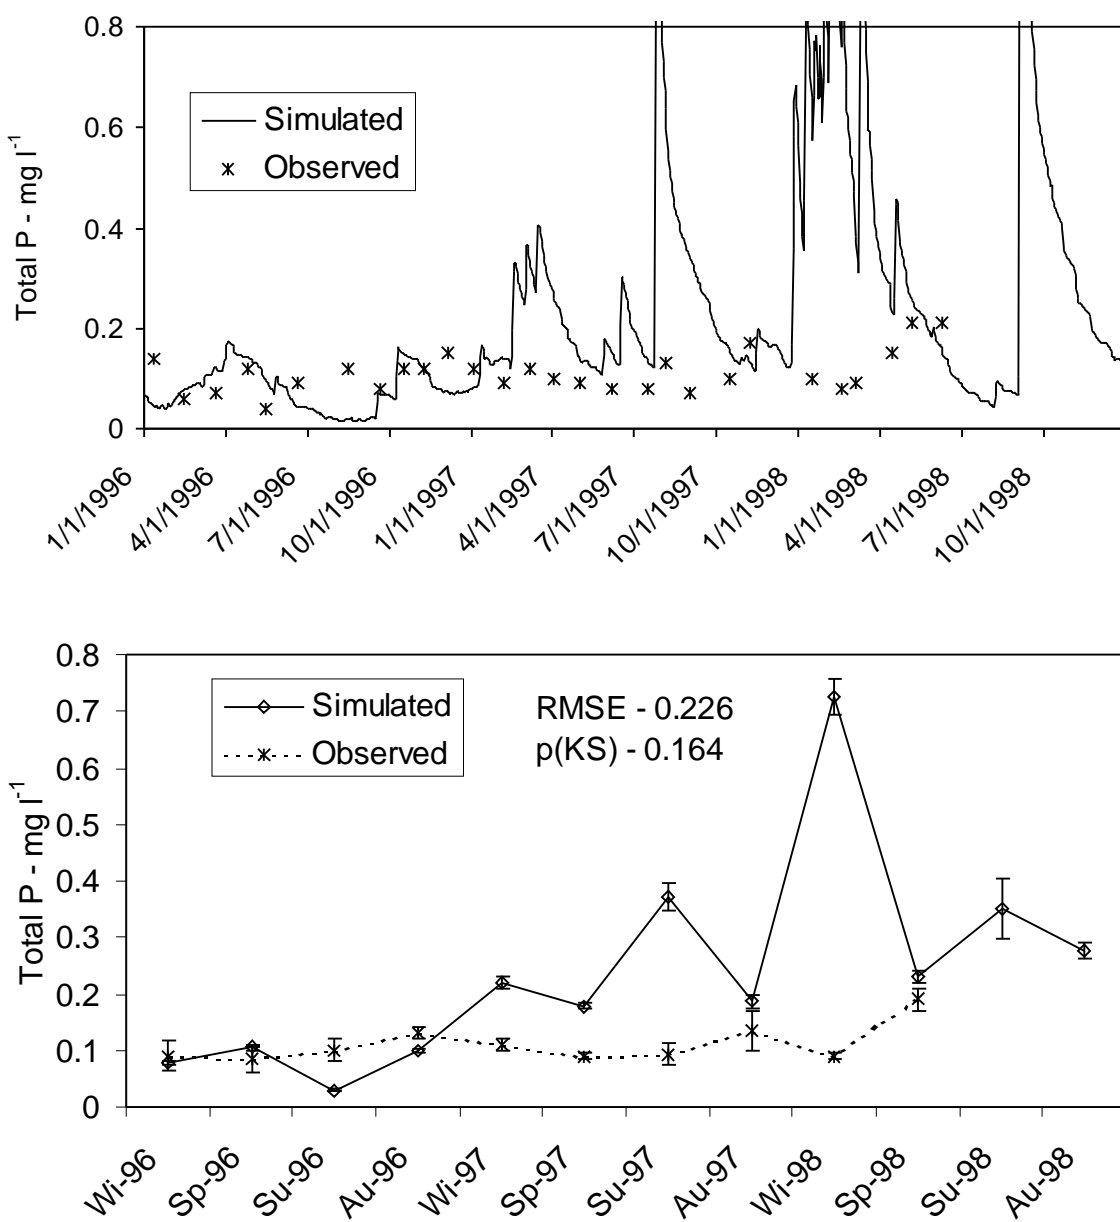 0.8
0.6
0.4
0.2
0
Total P - mg l⁻¹
Simulated
Observed
1/1/1996
4/1/1996
7/1/1996
10/1/1996
1/1/1997
4/1/1997
7/1/1997
10/1/1997
1/1/1998
4/1/1998
7/1/1998
10/1/1998
0.8
0.7
0.6
0.5
0.4
0.3
0.2
0.1
0
Total P - mg l⁻¹
Simulated
Observed
RMSE - 0.226
p(KS) - 0.164
Wi-96
Sp-96
Su-96
Au-96
Wi-97
Sp-97
Su-97
Au-97
Wi-98
Sp-98
Su-98
Au-98